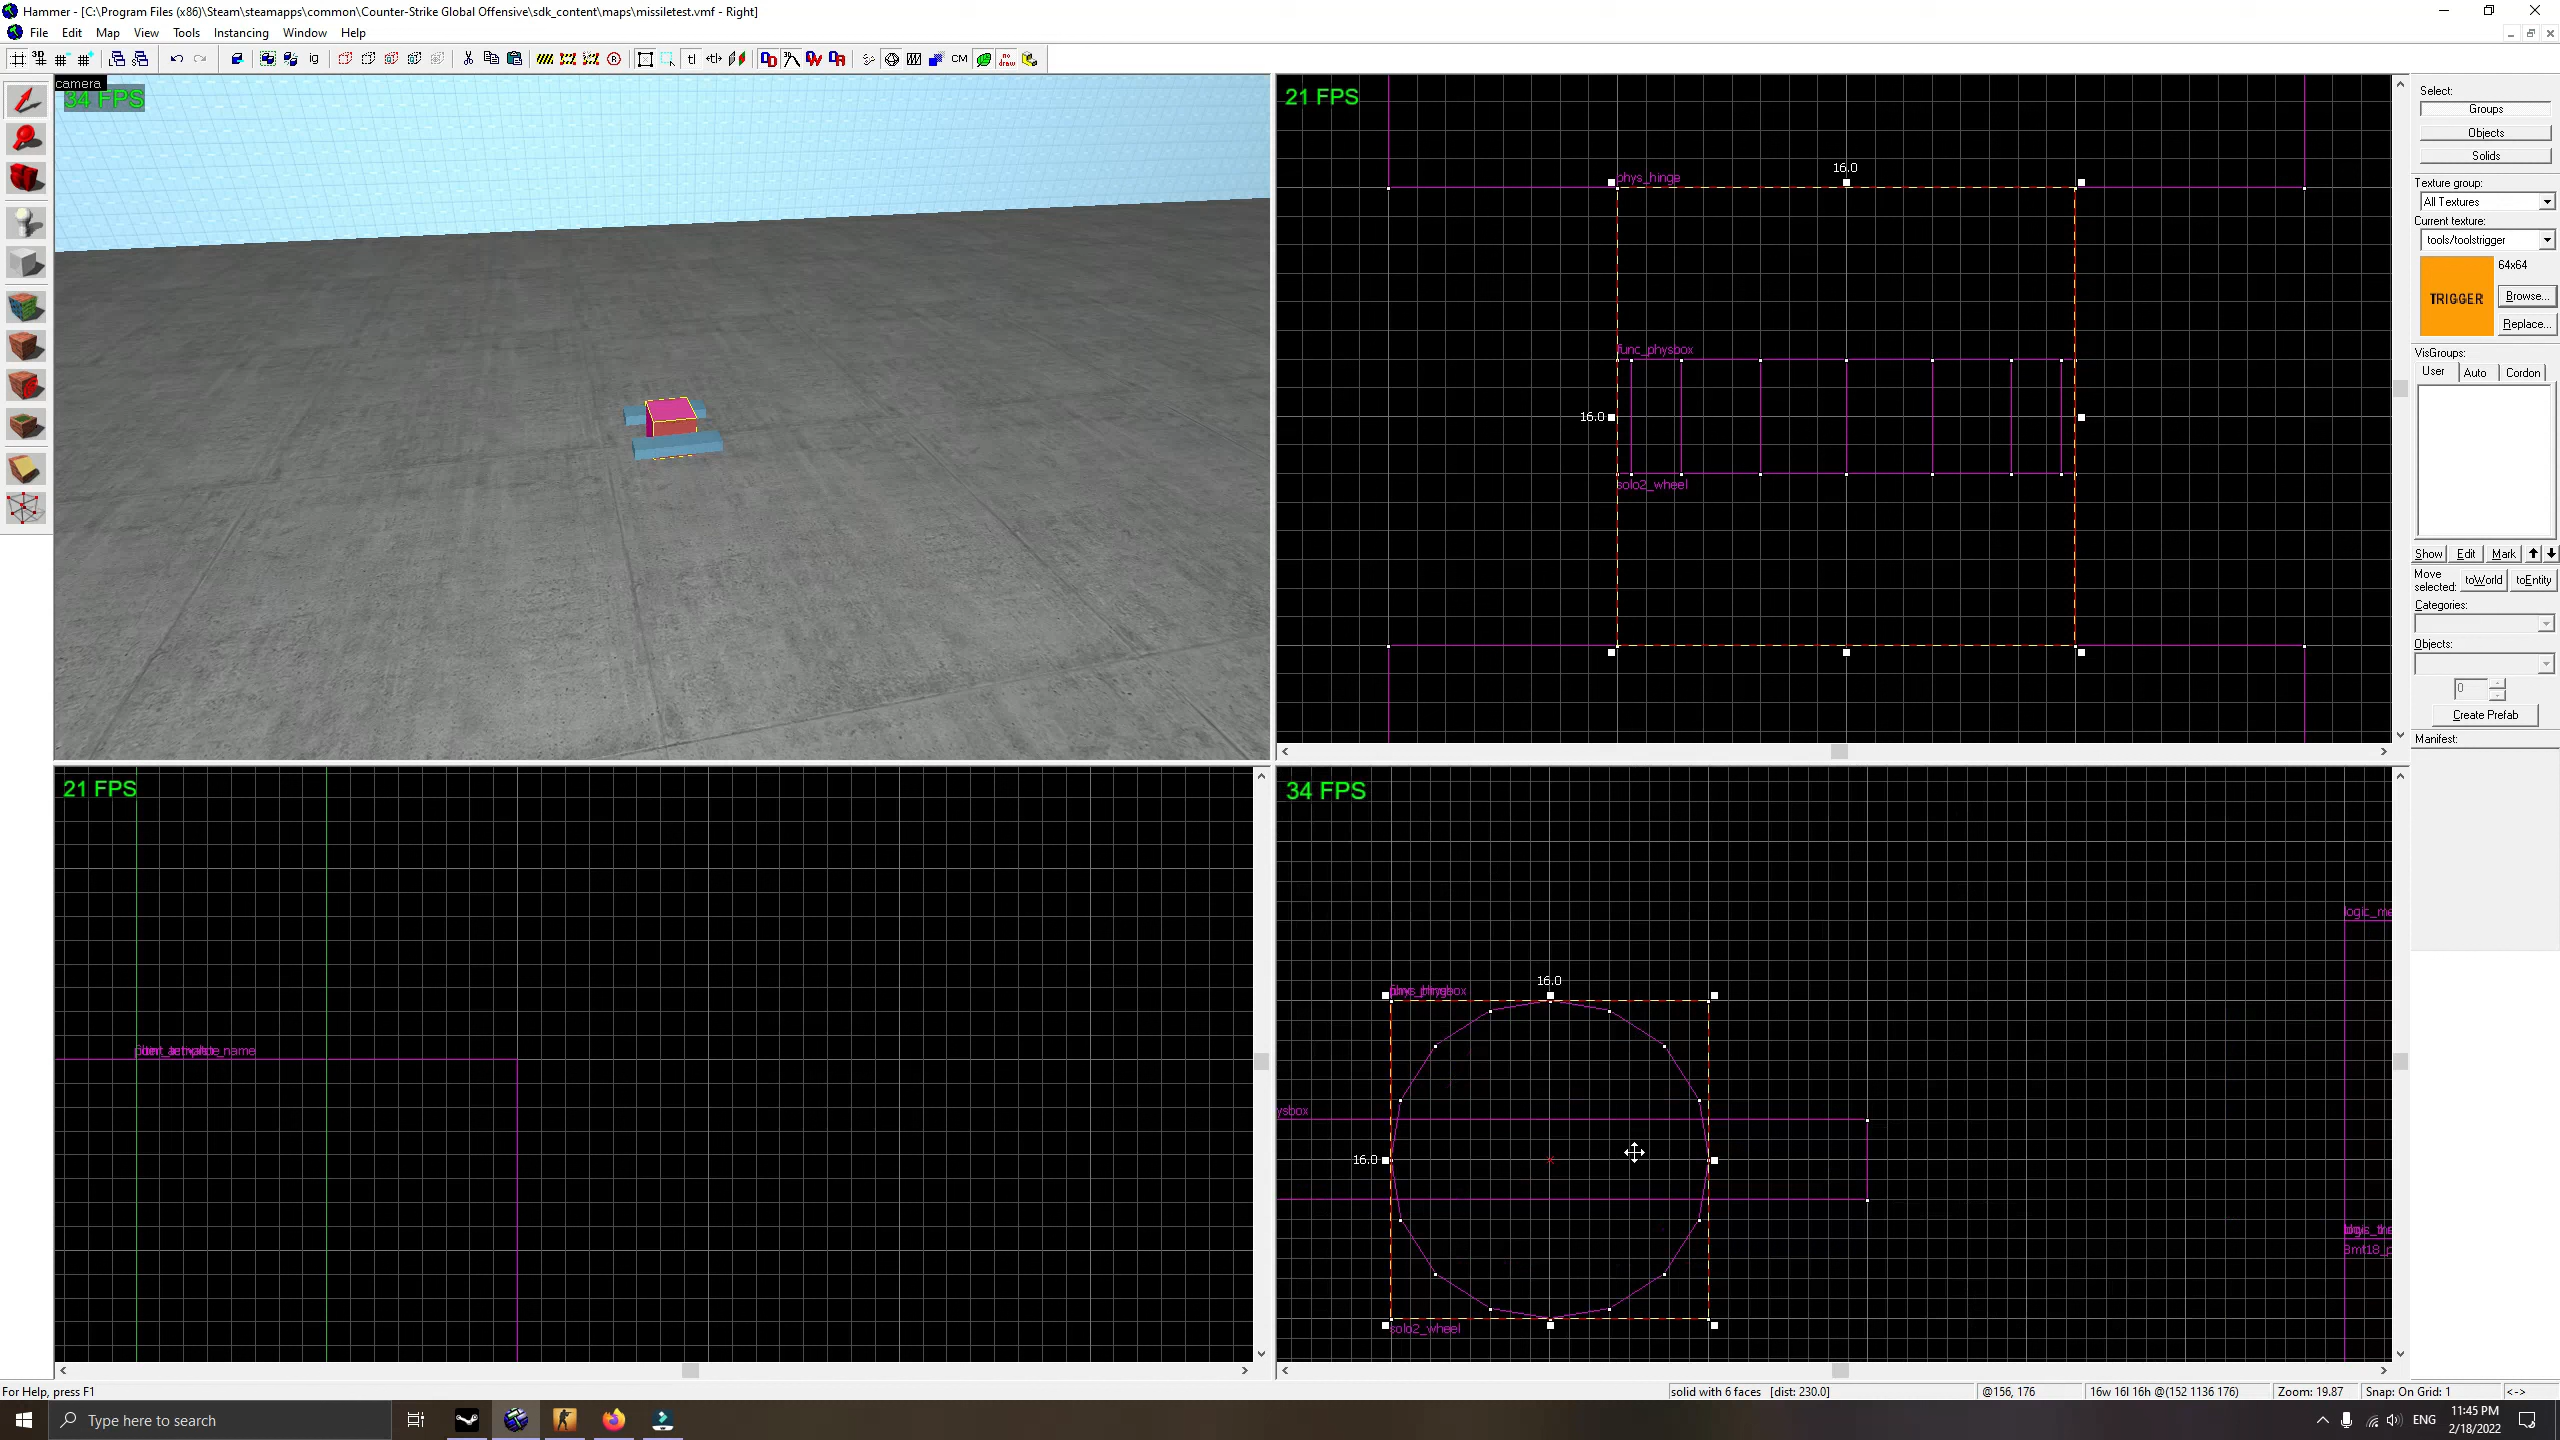 Hammer - [C:\Program Files (x86)\Steam\steamapps\common\Counter-Strike Global Offensive\sdk_content\maps\missiletest.vmf - Right]
File Edit Map View Tools Instancing Window Help
ig
tl
CM
camera
34 FPS
21 FPS
phys_hinge
16.0
func_physbox
16.0
solo2_wheel
Select:
Groups
Objects
Solids
Texture group:
All Textures
Current texture:
tools/toolstrigger
64x64
TRIGGER
Browse...
Replace...
VisGroups:
User Auto Cordon
Show Edit Mark
Move selected: toWorld toEntity
Categories:
Objects:
0
Create Prefab
Manifest:
21 FPS
34 FPS
16.0
ysbox
16.0
solo2_wheel
logic_me
For Help, press F1
solid with 6 faces [dist: 230.0]
@156, 176
16w 16l 16h @(152 1136 176)
Zoom: 19.87
Snap: On Grid: 1
<->
Type here to search
ENG
11:45 PM
2/18/2022